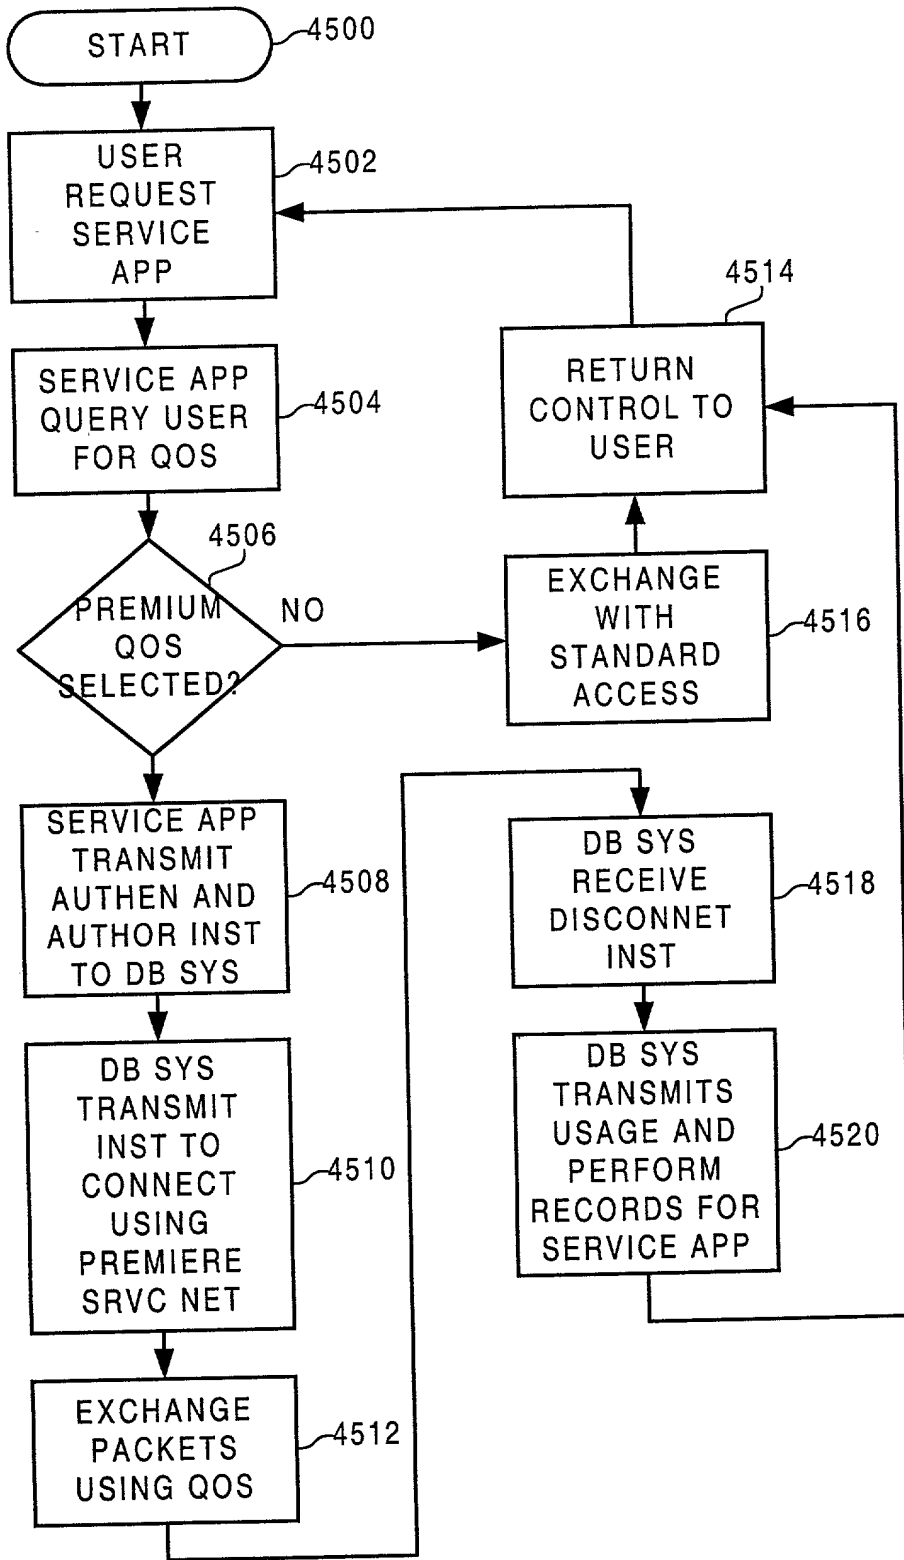 START
4500
USER
REQUEST
SERVICE
APP
4502
SERVICE APP
QUERY USER
FOR QOS
4504
4506
PREMIUM
QOS
SELECTED?
NO
4514
RETURN
CONTROL TO
USER
EXCHANGE
WITH
STANDARD
ACCESS
4516
SERVICE APP
TRANSMIT
AUTHEN AND
AUTHOR INST
TO DB SYS
4508
DB SYS
TRANSMIT
INST TO
CONNECT
USING
PREMIERE
SRVC NET
4510
EXCHANGE
PACKETS
USING QOS
4512
DB SYS
RECEIVE
DISCONNET
INST
4518
DB SYS
TRANSMITS
USAGE AND
PERFORM
RECORDS FOR
SERVICE APP
4520